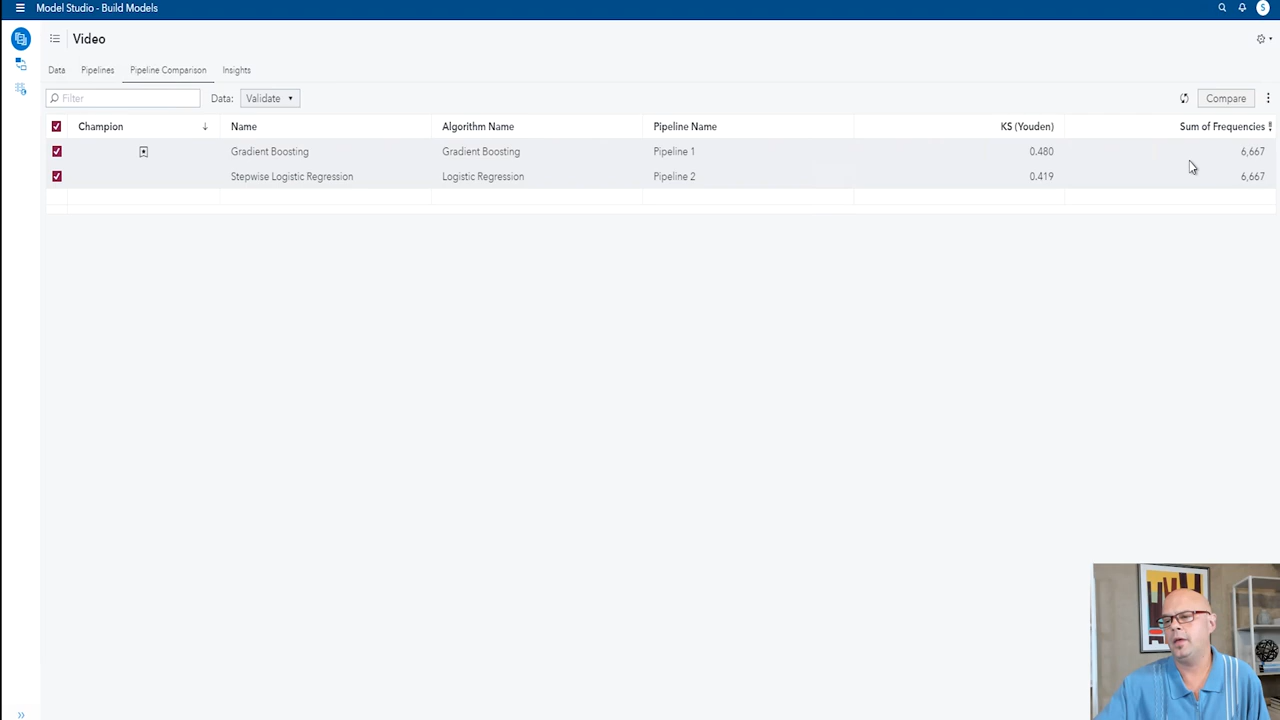 Model Studio - Build Models
S
Video
Data Pipelines Pipeline Comparison Insights
Filter Data: Validate Compare
Champion Name Algorithm Name Pipeline Name KS (Youden) Sum of Frequencies
Gradient Boosting Gradient Boosting Pipeline 1 0.480 6,667
Stepwise Logistic Regression Logistic Regression Pipeline 2 0.419 6,667